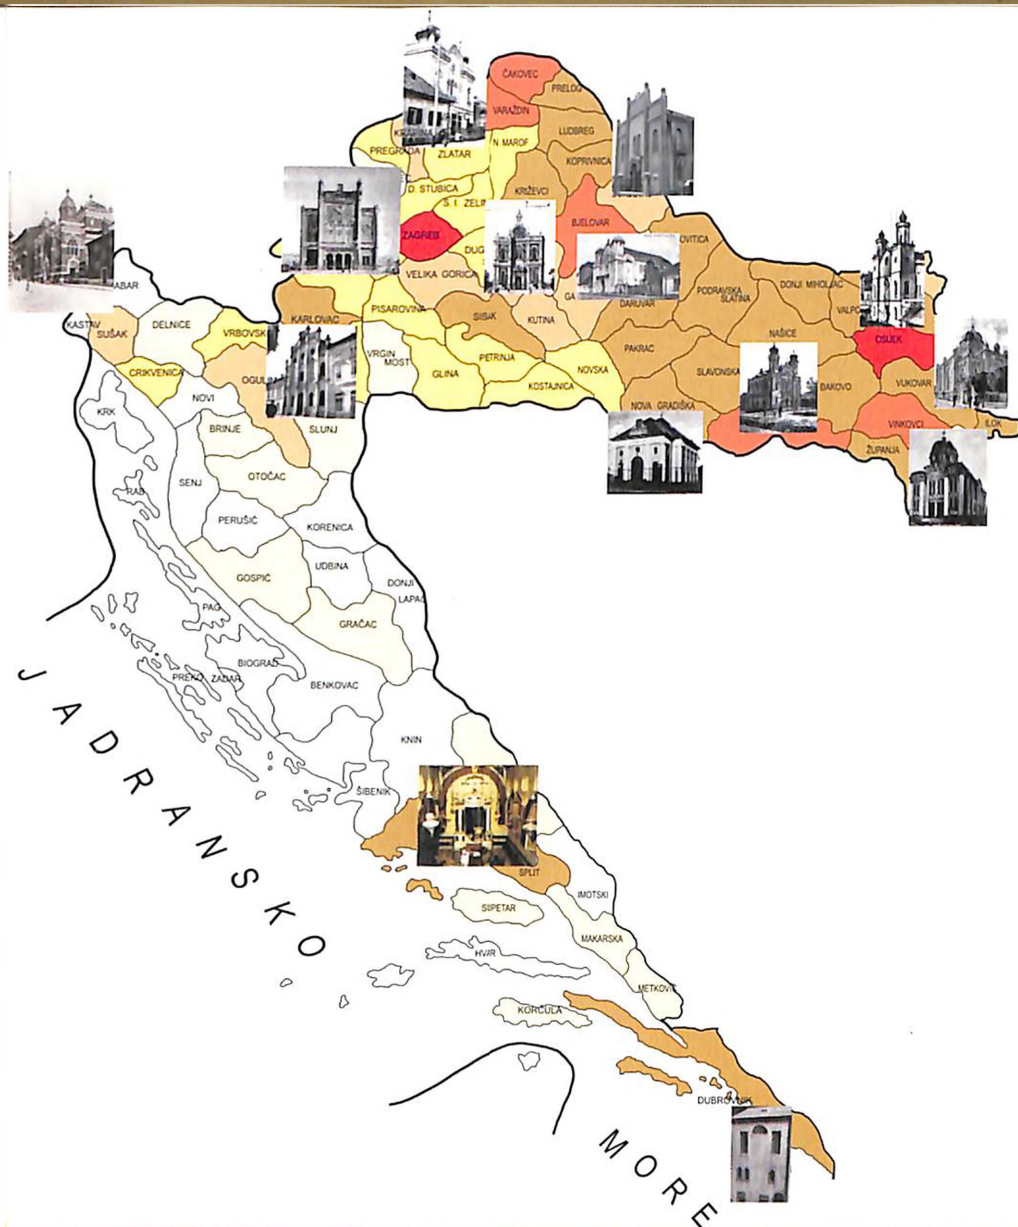 ČAKOVEC
PRELOG
VARAŽDIN
LUDBREG
N. MAROF
PREGRADA
ZLATAR
KOPRIVNICA
D. STUBICA
KRIŽEVCI
S. I. ZELIN
BJELOVAR
ZAGREB
DUG
OVITICA
VELIKA GORICA
ABAR
PODRAVSKA
SLATINA
DONJI MIHOLJAC
GA
DARUVAR
VALPO
PISAROVINA
SISAK
KUTINA
KARLOVAC
KASTAV
DELNICE
SUŠAK
VRBOVSK
NAŠICE
OSIJEK
VRGIN
MOST
PETRINJA
PAKRAC
CRIKVENICA
GLINA
NOVSKA
SLAVONSKA
OGUL
KOSTAJNICA
ĐAKOVO
VUKOVAR
NOVI
KRK
NOVA GRADIŠKA
BRINJE
SLUNJ
VINKOVCI
ILOK
ŽUPANJA
OTOČAC
SENJ
RAB
PERUŠIĆ
KORENICA
UDBINA
GOSPIĆ
DONJI
LAPAC
PAG
GRAČAC
BIOGRAD
PREKO
ZADAR
BENKOVAC
KNIN
ŠIBENIK
SPLIT
IMOTSKI
SUPETAR
MAKARSKA
HVAR
METKOVIĆ
KORČULA
DUBROVNIK
JADRANSKO
MORE